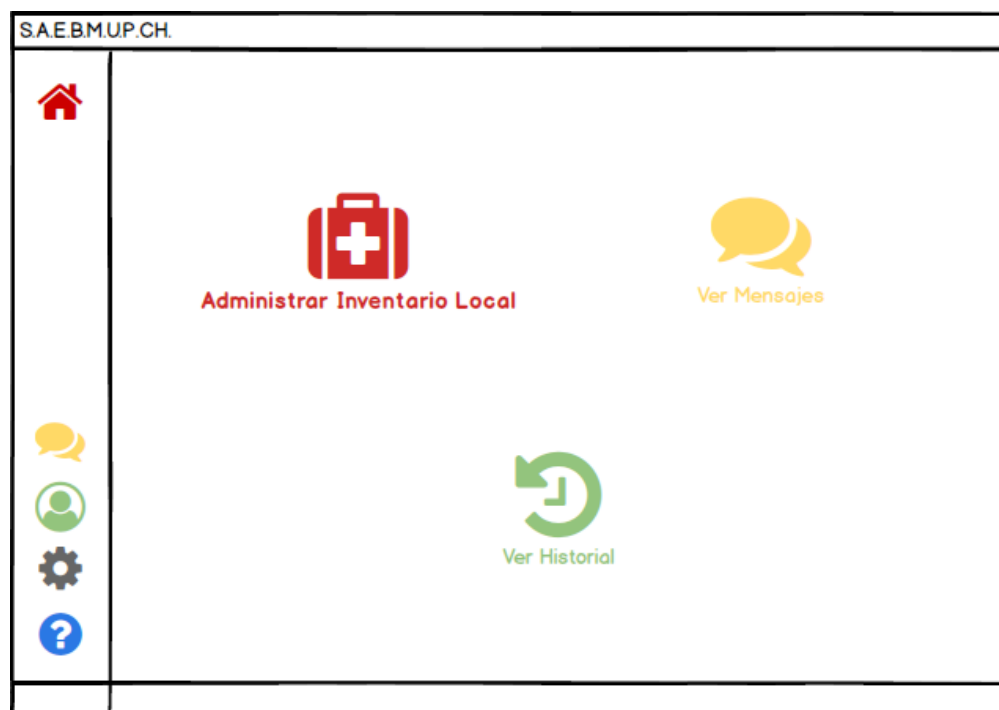 S.A.E.B.M.U.P.CH.
Administrar Inventario Local
Ver Mensajes
Ver Historial